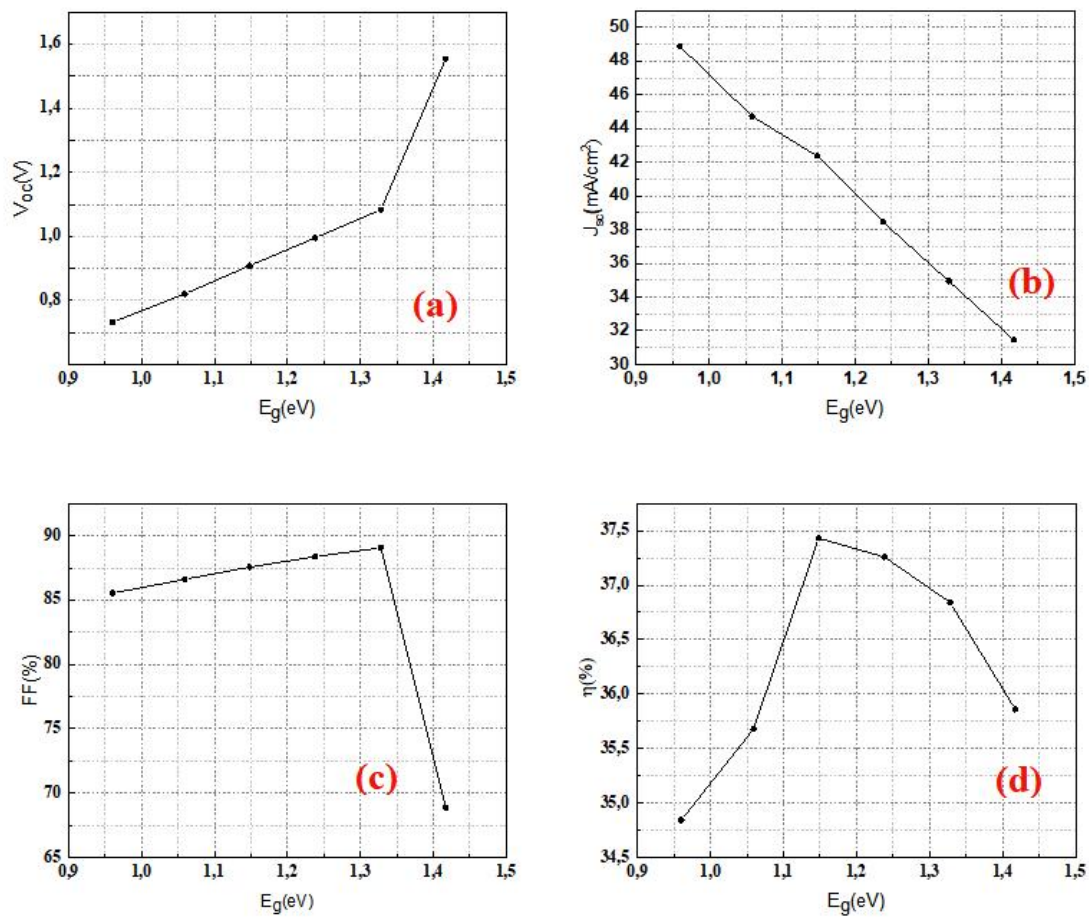 1,6
1,4
1,2
1,0
0,8
V_oc(V)
(a)
0,9 1,0 1,1 1,2 1,3 1,4 1,5
E_g(eV)
50
48
46
44
42
40
38
36
34
32
30
J_sc(mA/cm²)
(b)
0,9 1,0 1,1 1,2 1,3 1,4 1,5
E_g(eV)
90
85
80
75
70
65
FF(%)
(c)
0,9 1,0 1,1 1,2 1,3 1,4 1,5
E_g(eV)
37,5
37,0
36,5
36,0
35,5
35,0
34,5
η(%)
(d)
0,9 1,0 1,1 1,2 1,3 1,4 1,5
E_g(eV)